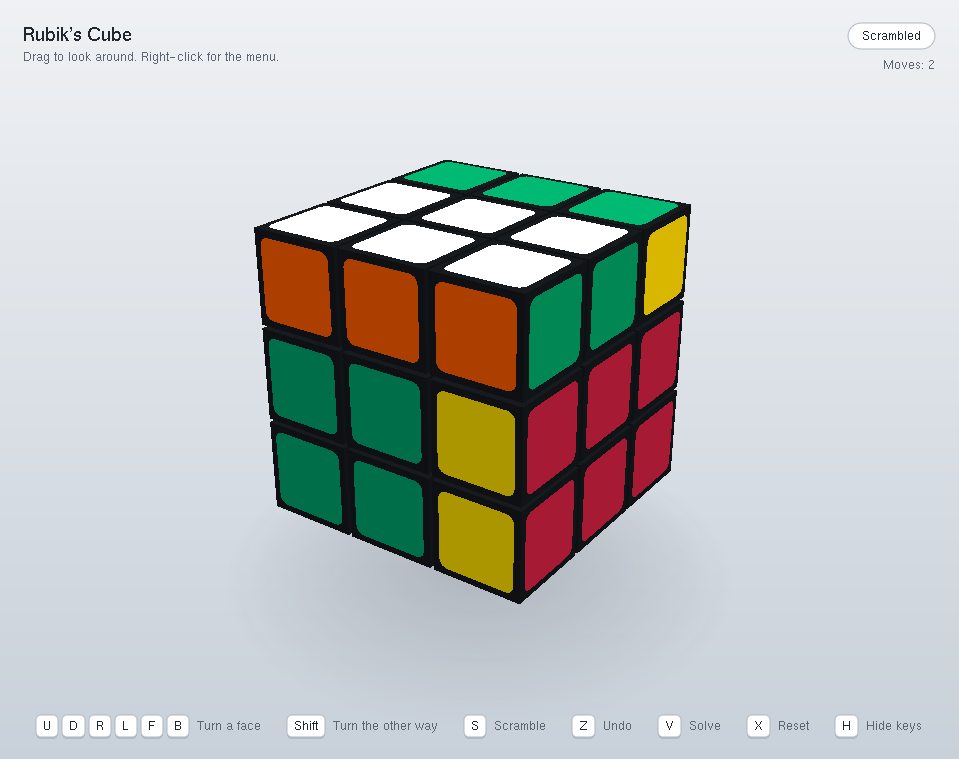 Rubik's Cube
Drag to look around. Right-click for the menu.
Scrambled
Moves: 2
U D R L F B Turn a face Shift Turn the other way S Scramble Z Undo V Solve X Reset H Hide keys